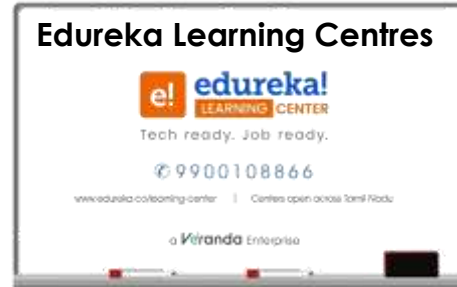 Edureka Learning Centres
e! edureka!
LEARNING CENTER
Tech ready. Job ready.
✆ 9900108866
www.edureka.co/learning-center | Centers open across Tamil Nadu
a Veranda Enterprise